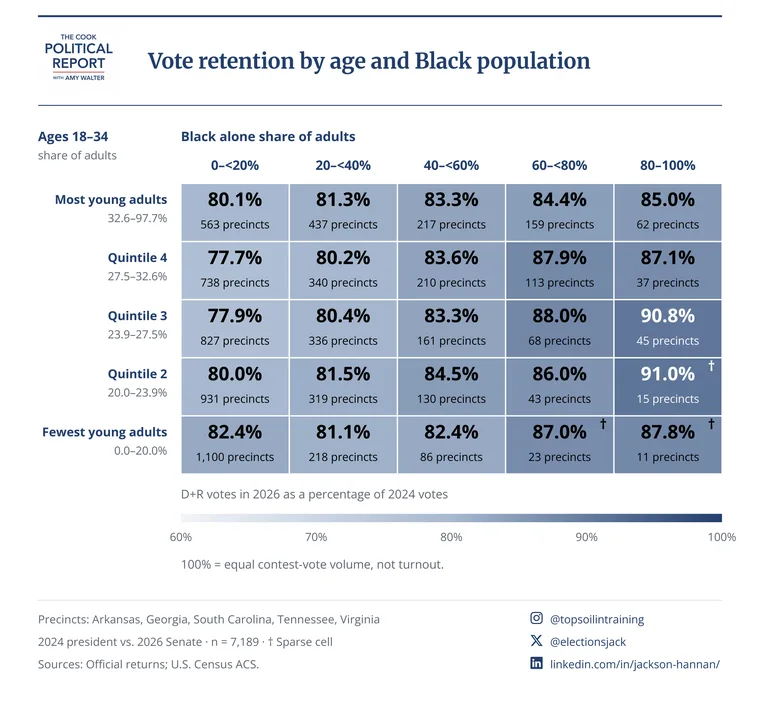 THE COOK
POLITICAL
REPORT
WITH AMY WALTER
Vote retention by age and Black population
Ages 18–34
share of adults
Black alone share of adults
0–<20% 20–<40% 40–<60% 60–<80% 80–100%
Most young adults 80.1% 81.3% 83.3% 84.4% 85.0%
32.6–97.7% 563 precincts 437 precincts 217 precincts 159 precincts 62 precincts
Quintile 4 77.7% 80.2% 83.6% 87.9% 87.1%
27.5–32.6% 738 precincts 340 precincts 210 precincts 113 precincts 37 precincts
Quintile 3 77.9% 80.4% 83.3% 88.0% 90.8%
23.9–27.5% 827 precincts 336 precincts 161 precincts 68 precincts 45 precincts
Quintile 2 80.0% 81.5% 84.5% 86.0% 91.0% †
20.0–23.9% 931 precincts 319 precincts 130 precincts 43 precincts 15 precincts
Fewest young adults 82.4% 81.1% 82.4% 87.0% † 87.8% †
0.0–20.0% 1,100 precincts 218 precincts 86 precincts 23 precincts 11 precincts
D+R votes in 2026 as a percentage of 2024 votes
60% 70% 80% 90% 100%
100% = equal contest-vote volume, not turnout.
Precincts: Arkansas, Georgia, South Carolina, Tennessee, Virginia
2024 president vs. 2026 Senate · n = 7,189 · † Sparse cell
Sources: Official returns; U.S. Census ACS.
@topsoilintraining
@electionsjack
linkedin.com/in/jackson-hannan/